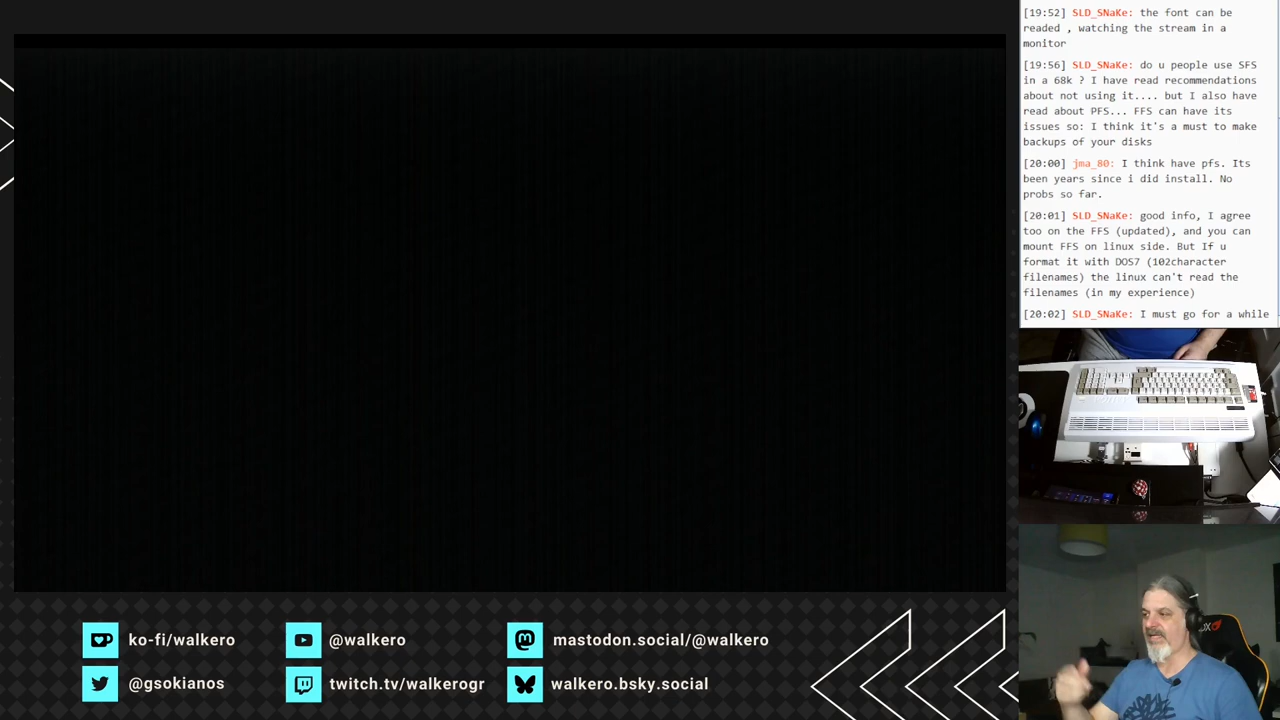 [19:52] SLD_SNaKe: the font can be
readed , watching the stream in a
monitor
[19:56] SLD_SNaKe: do u people use SFS
in a 68k ? I have read recommendations
about not using it.... but I also have
read about PFS... FFS can have its
issues so: I think it's a must to make
backups of your disks
[20:00] jma_80: I think have pfs. Its
been years since i did install. No
probs so far.
[20:01] SLD_SNaKe: good info, I agree
too on the FFS (updated), and you can
mount FFS on linux side. But If u
format it with DOS7 (102character
filenames) the linux can't read the
filenames (in my experience)
[20:02] SLD_SNaKe: I must go for a while
ko-fi/walkero
@walkero
mastodon.social/@walkero
@gsokianos
twitch.tv/walkerogr
walkero.bsky.social